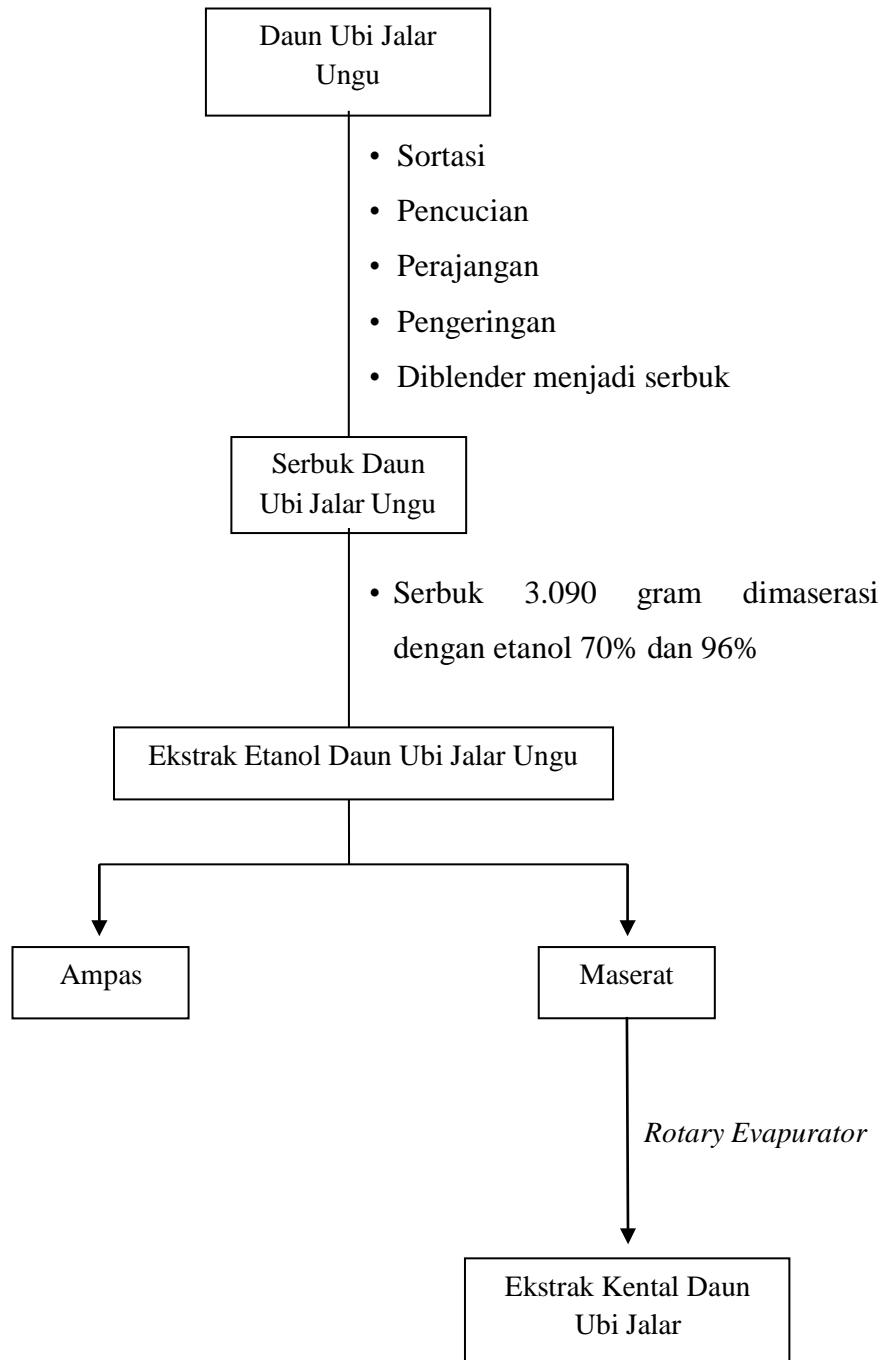 Daun Ubi Jalar
Ungu
• Sortasi
• Pencucian
• Perajangan
• Pengeringan
• Diblender menjadi serbuk
Serbuk Daun
Ubi Jalar Ungu
• Serbuk 3.090 gram dimaserasi
dengan etanol 70% dan 96%
Ekstrak Etanol Daun Ubi Jalar Ungu
Ampas
Maserat
Rotary Evapurator
Ekstrak Kental Daun
Ubi Jalar